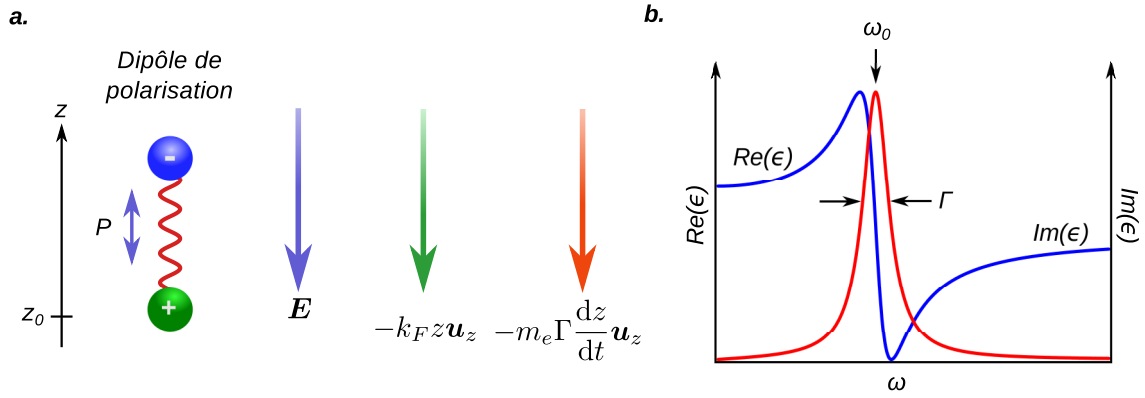 a.
Dipôle de
polarisation
z
-
P
+
z₀
E
−k_F z u_z
−m_e Γ dz/dt u_z
b.
ω₀
Re(ϵ)
Re(ϵ)
Γ
Im(ϵ)
Im(ϵ)
ω